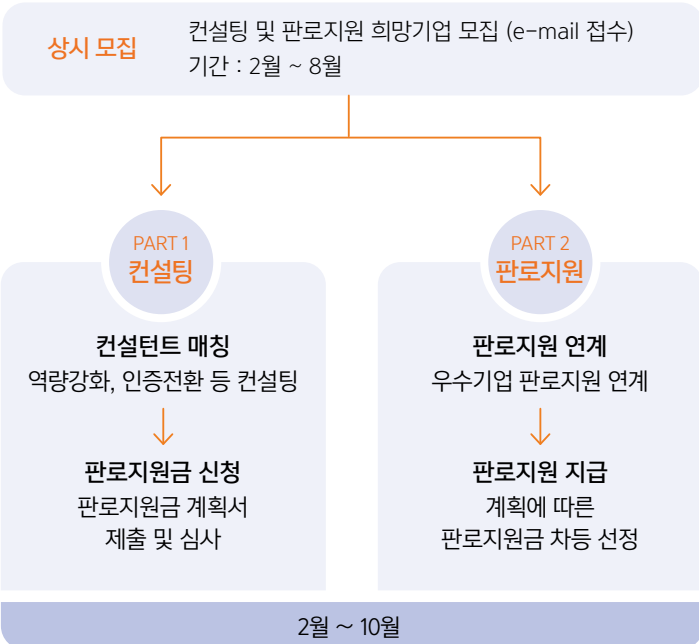 상시 모집
컨설팅 및 판로지원 희망기업 모집 (e-mail 접수)
기간 : 2월 ~ 8월
PART 1
컨설팅
컨설턴트 매칭
역량강화, 인증전환 등 컨설팅
판로지원금 신청
판로지원금 계획서
제출 및 심사
PART 2
판로지원
판로지원 연계
우수기업 판로지원 연계
판로지원 지급
계획에 따른
판로지원금 차등 선정
2월 ~ 10월